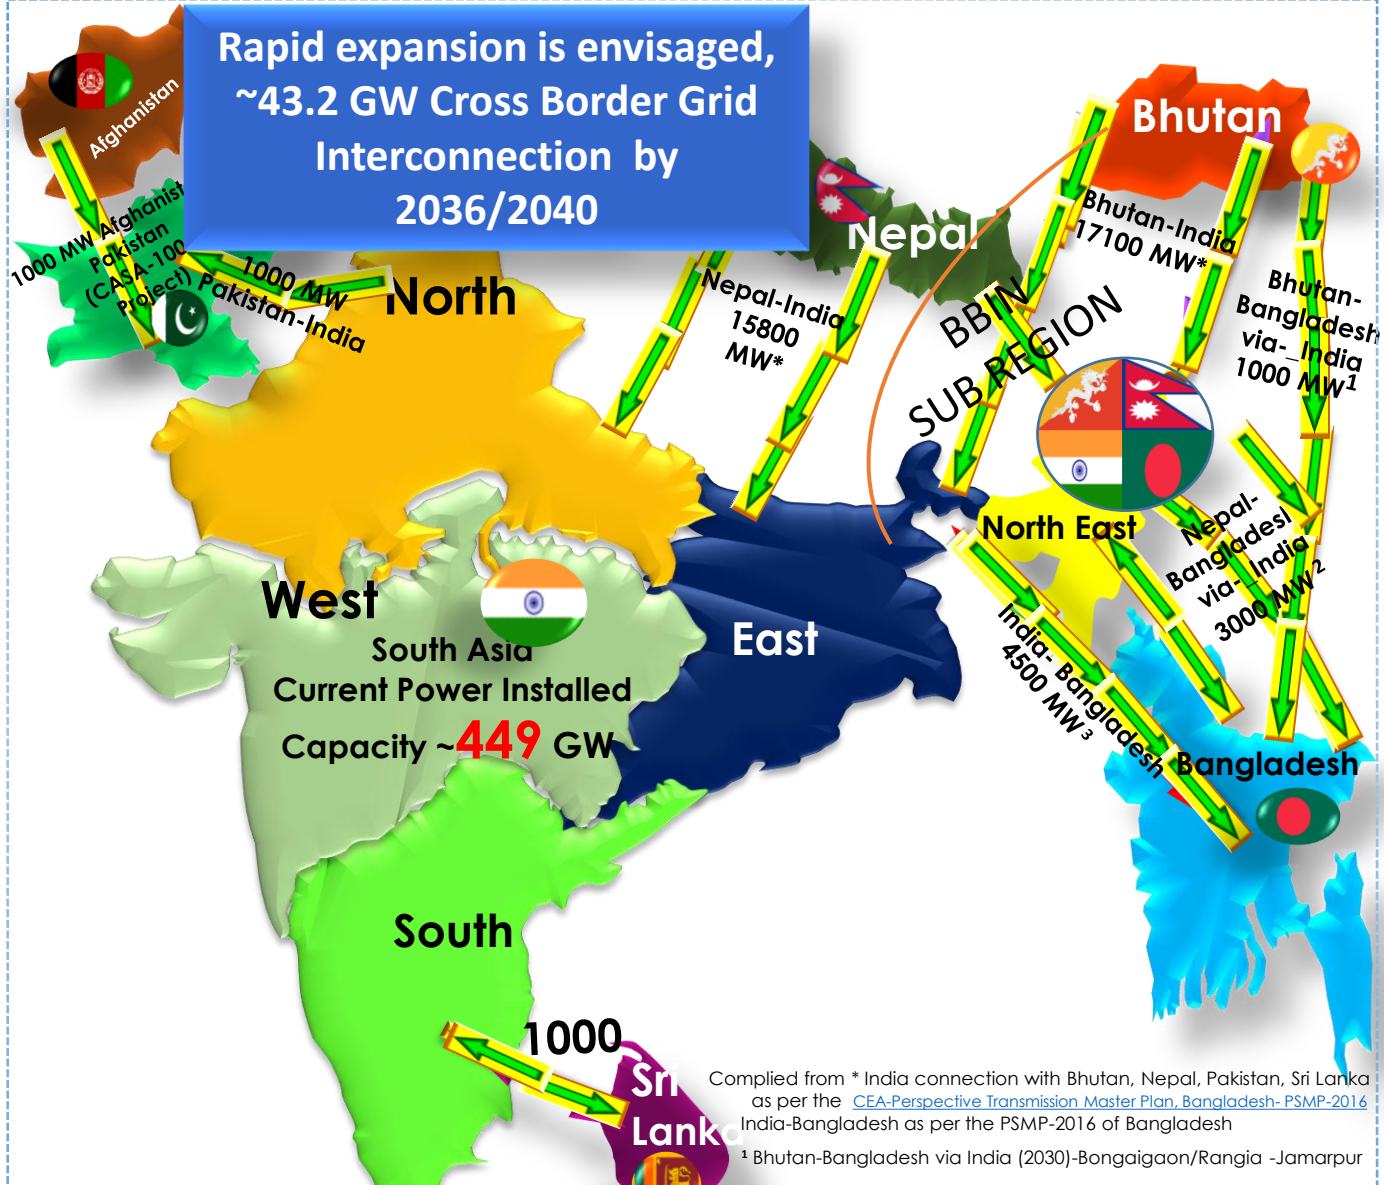 Rapid expansion is envisaged,
~43.2 GW Cross Border Grid
Interconnection by
2036/2040
Afghanistan
1000 MW Afghanist
Pakistan
(CASA-100
Project)
1000 MW
Pakistan-India
North
Nepal
Nepal-India
15800
MW*
Bhutan
Bhutan-India
17100 MW*
Bhutan-
Bangladesh
via-_India
1000 MW1
BBIN
SUB REGION
North East
Nepal-
Bangladesl
via-_India
3000 MW2
India- Bangladesh
4500 MW3
West
South Asia
Current Power Installed
Capacity ~449 GW
East
Bangladesh
South
1000
Sri
Lanka
Complied from * India connection with Bhutan, Nepal, Pakistan, Sri Lanka
as per the CEA-Perspective Transmission Master Plan, Bangladesh- PSMP-2016
India-Bangladesh as per the PSMP-2016 of Bangladesh
1 Bhutan-Bangladesh via India (2030)-Bongaigaon/Rangia -Jamarpur